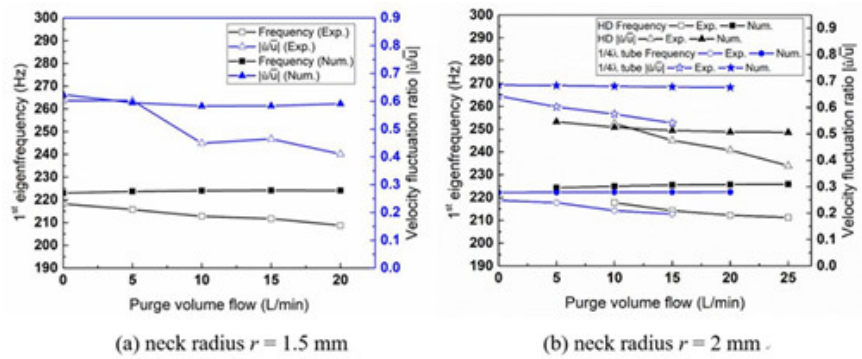 300
290
280
270
260
250
240
230
220
210
200
190
1st eigenfrequency (Hz)
Frequency (Exp.)
|û/ū| (Exp.)
Frequency (Num.)
|û/ū| (Num.)
0.9
0.8
0.7
0.6
0.5
0.4
0.3
0.2
0.1
0.0
Velocity fluctuation ratio |û/ū|
0 5 10 15 20
Purge volume flow (L/min)
(a) neck radius r = 1.5 mm
300
290
280
270
260
250
240
230
220
210
200
190
1st eigenfrequency (Hz)
HD Frequency Exp. Num.
HD |û/ū| Exp. Num.
1/4λ tube Frequency Exp. Num.
1/4λ tube |û/ū| Exp. Num.
0.9
0.8
0.7
0.6
0.5
0.4
0.3
0.2
0.1
0.0
Velocity fluctuation ratio |û/ū|
0 5 10 15 20 25
Purge volume flow (L/min)
(b) neck radius r = 2 mm